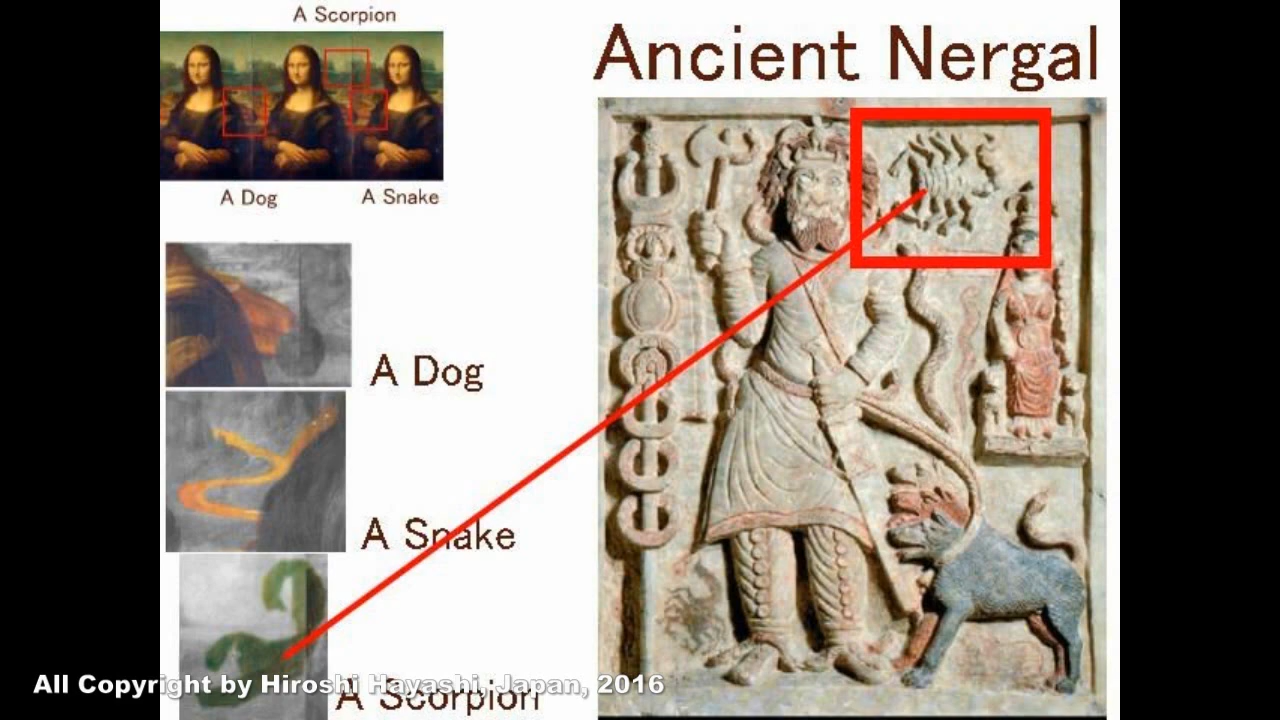 A Scorpion
Ancient Nergal
A Dog
A Snake
A Dog
A Snake
A Scorpion
All Copyright by Hiroshi Hayashi, Japan, 2016